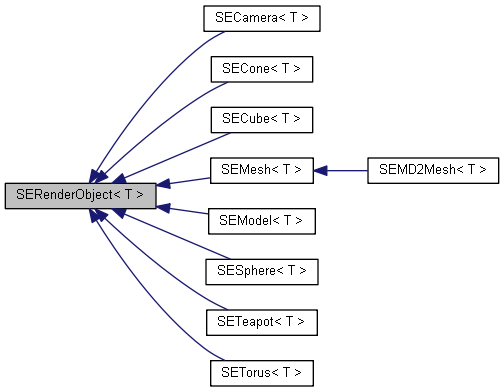 SECamera< T >
SECone< T >
SECube< T >
SEMesh< T >
SEMD2Mesh< T >
SERenderObject< T >
SEModel< T >
SESphere< T >
SETeapot< T >
SETorus< T >